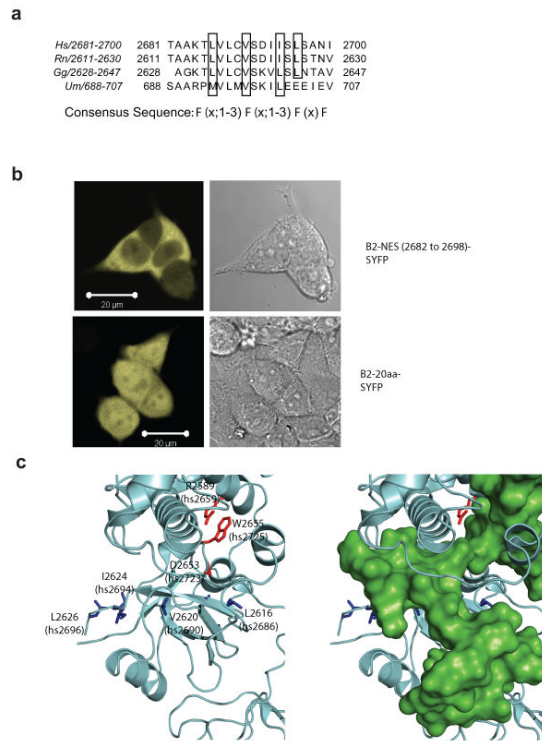 a
Hs/2681-2700 2681 TAAKTLVLCVSDIISLSANI 2700
Rn/2611-2630 2611 TAAKTLVLCVSDIISLSTNV 2630
Gg/2628-2647 2628 AGKTLVLCVSKVLSLNTAV 2647
Um/688-707 688 SAARPMVLMVSKILEEEIEV 707
Consensus Sequence: F (x;1-3) F (x;1-3) F (x) F
b
B2-NES (2682 to 2698)-
SYFP
20 µm
B2-20aa-
SYFP
20 µm
c
R2589
(hs2659)
W2655
(hs2725)
D2653
(hs2723)
I2624
(hs2694)
L2626
(hs2696)
V2620
(hs2690)
L2616
(hs2686)